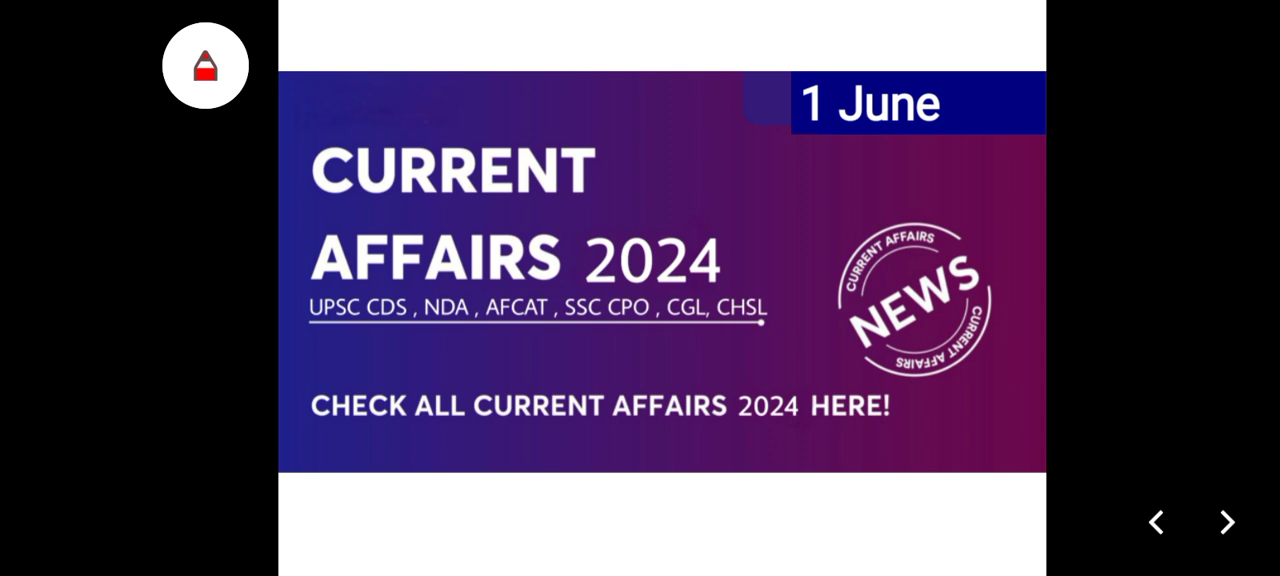 1 June
CURRENT
AFFAIRS 2024
UPSC CDS , NDA , AFCAT , SSC CPO , CGL, CHSL
CURRENT AFFAIRS
NEWS
CURRENT AFFAIRS
CHECK ALL CURRENT AFFAIRS 2024 HERE!